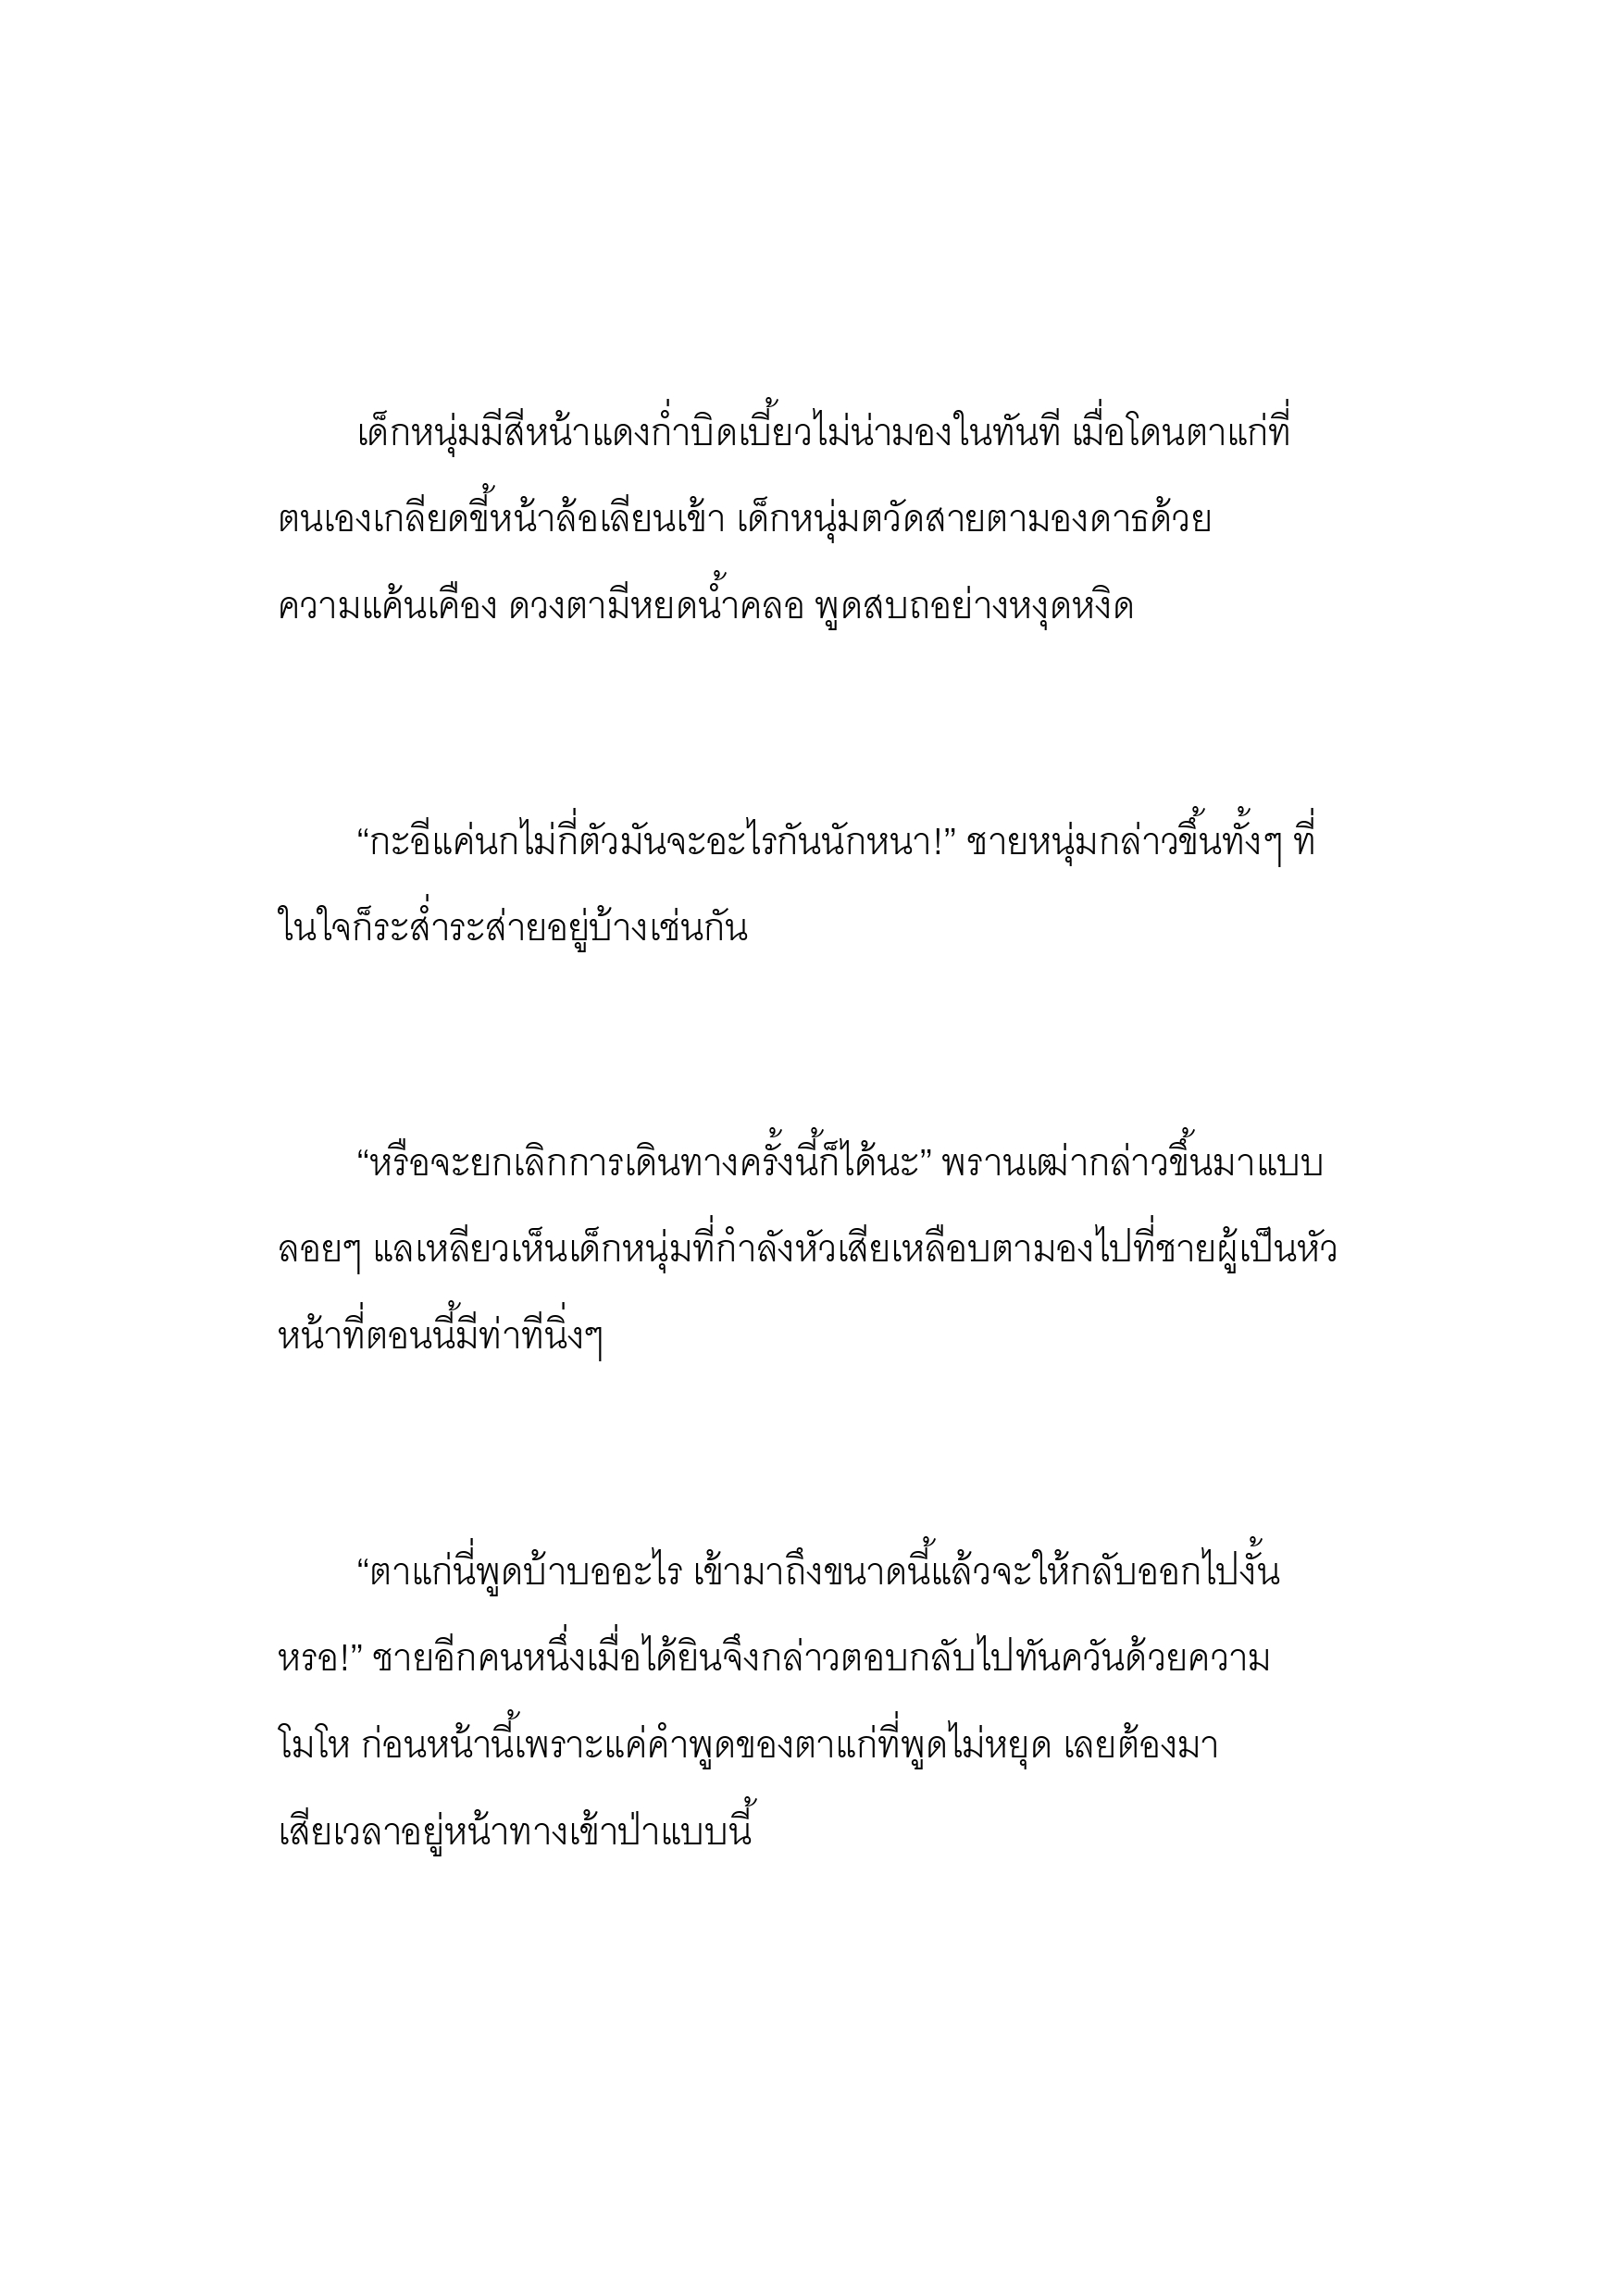 เด็กหนุ่มมีสีหน้าแดงก่ำบิดเบี้ยวไม่น่ามองในทันที เมื่อโดนตาแก่ที่
ตนเองเกลียดขี้หน้าล้อเลียนเข้า เด็กหนุ่มตวัดสายตามองดาธด้วย
ความแค้นเคือง ดวงตามีหยดน้ำคลอ พูดสบถอย่างหงุดหงิด
“กะอีแค่นกไม่กี่ตัวมันจะอะไรกันนักหนา!” ชายหนุ่มกล่าวขึ้นทั้งๆ ที่
ในใจก็ระส่ำระส่ายอยู่บ้างเช่นกัน
“หรือจะยกเลิกการเดินทางครั้งนี้ก็ได้นะ” พรานเฒ่ากล่าวขึ้นมาแบบ
ลอยๆ แลเหลียวเห็นเด็กหนุ่มที่กำลังหัวเสียเหลือบตามองไปที่ชายผู้เป็นหัว
หน้าที่ตอนนี้มีท่าทีนิ่งๆ
“ตาแก่นี่พูดบ้าบออะไร เข้ามาถึงขนาดนี้แล้วจะให้กลับออกไปงั้น
หรอ!” ชายอีกคนหนึ่งเมื่อได้ยินจึงกล่าวตอบกลับไปทันควันด้วยความ
โมโห ก่อนหน้านี้เพราะแค่คำพูดของตาแก่ที่พูดไม่หยุด เลยต้องมา
เสียเวลาอยู่หน้าทางเข้าป่าแบบนี้